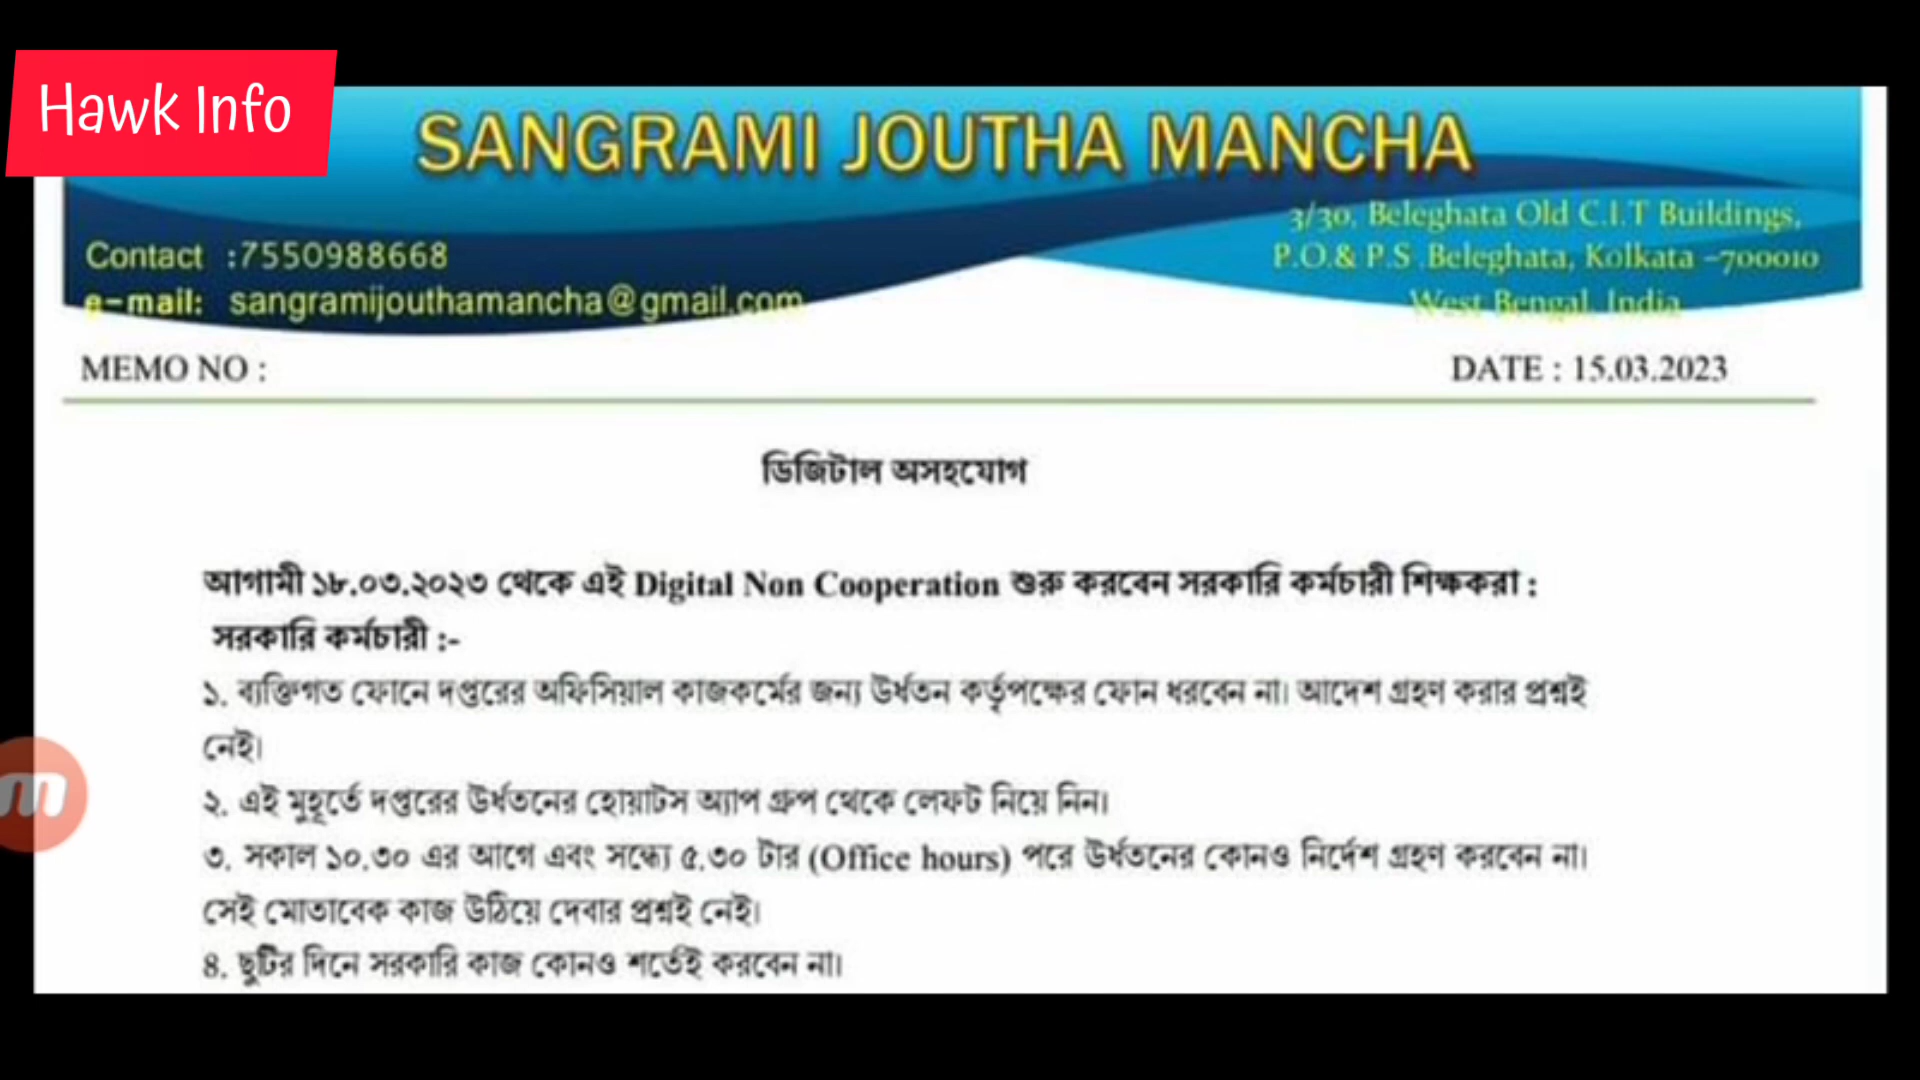 Hawk Info
SANGRAMI JOUTHA MANCHA
3/30, Beleghata Old C.I.T Buildings,
Contact :7550988668
P.O.& P.S .Beleghata, Kolkata –700010
e-mail: sangramijouthamancha@gmail.com
West Bengal, India
MEMO NO :
DATE : 15.03.2023
ডিজিটাল অসহযোগ
আগামী ১৮.০৩.২০২৩ থেকে এই Digital Non Cooperation শুরু করবেন সরকারি কর্মচারী শিক্ষকরা :
সরকারি কর্মচারী :-
১. ব্যক্তিগত ফোনে দপ্তরের অফিসিয়াল কাজকর্মের জন্য উর্ধতন কর্তৃপক্ষের ফোন ধরবেন না। আদেশ গ্রহণ করার প্রশ্নই
নেই।
২. এই মুহূর্তে দপ্তরের উর্ধতনের হোয়াটস অ্যাপ গ্রুপ থেকে লেফট নিয়ে নিন।
৩. সকাল ১০.৩০ এর আগে এবং সন্ধ্যে ৫.৩০ টার (Office hours) পরে উর্ধতনের কোনও নির্দেশ গ্রহণ করবেন না।
সেই মোতাবেক কাজ উঠিয়ে দেবার প্রশ্নই নেই।
৪. ছুটির দিনে সরকারি কাজ কোনও শর্তেই করবেন না।